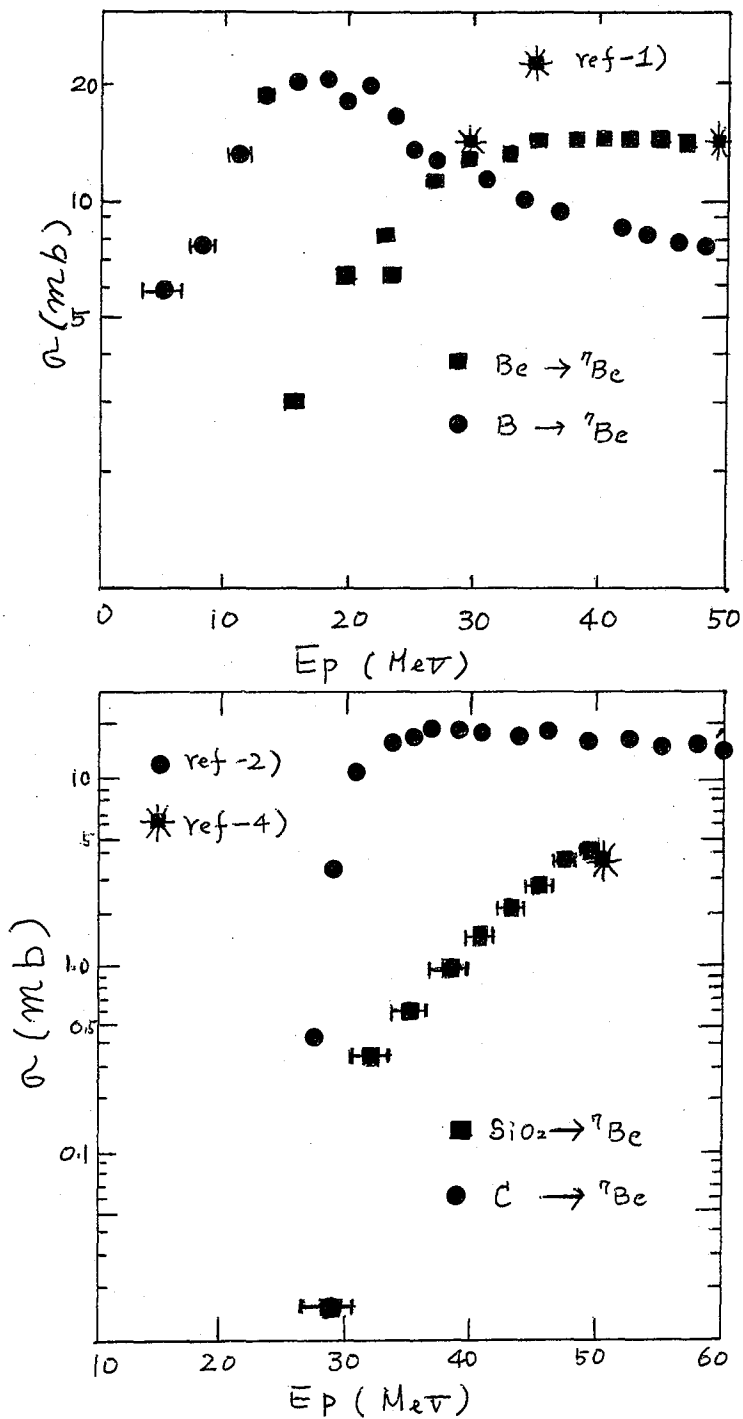 ref-1)
20
10
5
σ (mb)
Be → ⁷Be
B → ⁷Be
0 10 20 30 40 50
Ep (MeV)
ref-2)
10
ref-4)
.5
σ (mb)
1.0
0.5
SiO₂ → ⁷Be
0.1
C → ⁷Be
10 20 30 40 50 60
Ep (MeV)